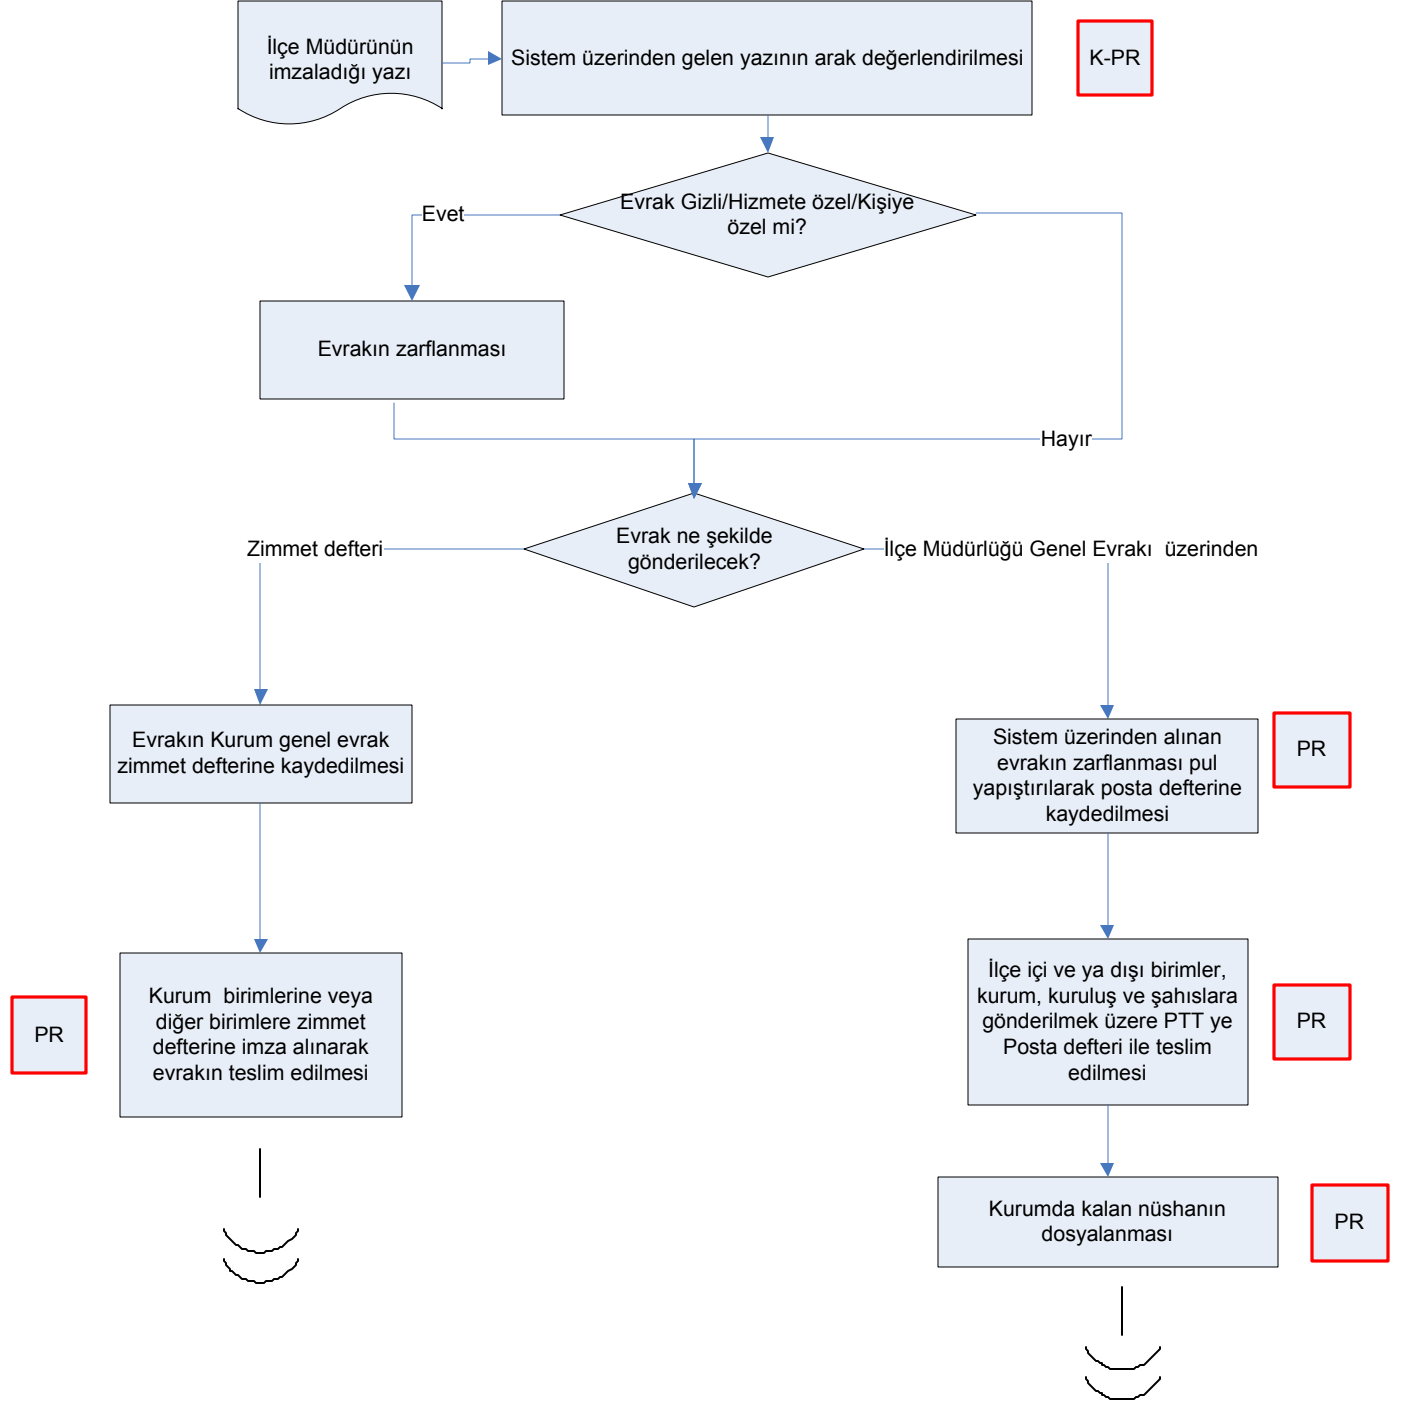 İlçe Müdürünün
imzaladığı yazı
Sistem üzerinden gelen yazının arak değerlendirilmesi
K-PR
Evrak Gizli/Hizmete özel/Kişiye
özel mi?
Evet
Evrakın zarflanması
Hayır
Evrak ne şekilde
gönderilecek?
Zimmet defteri
İlçe Müdürlüğü Genel Evrakı üzerinden
Evrakın Kurum genel evrak
zimmet defterine kaydedilmesi
Sistem üzerinden alınan
evrakın zarflanması pul
yapıştırılarak posta defterine
kaydedilmesi
PR
Kurum birimlerine veya
diğer birimlere zimmet
defterine imza alınarak
evrakın teslim edilmesi
PR
İlçe içi ve ya dışı birimler,
kurum, kuruluş ve şahıslara
gönderilmek üzere PTT ye
Posta defteri ile teslim
edilmesi
PR
Kurumda kalan nüshanın
dosyalanması
PR